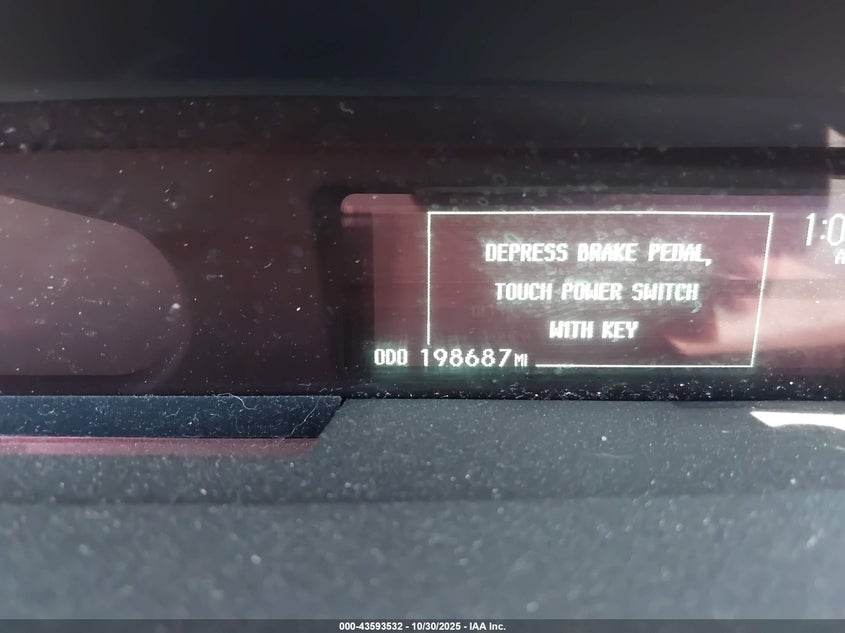 DEPRESS BRAKE PEDAL,
TOUCH POWER SWITCH
WITH KEY
ODO 198687 MI
000-43593532 - 10/30/2025 - IAA Inc.